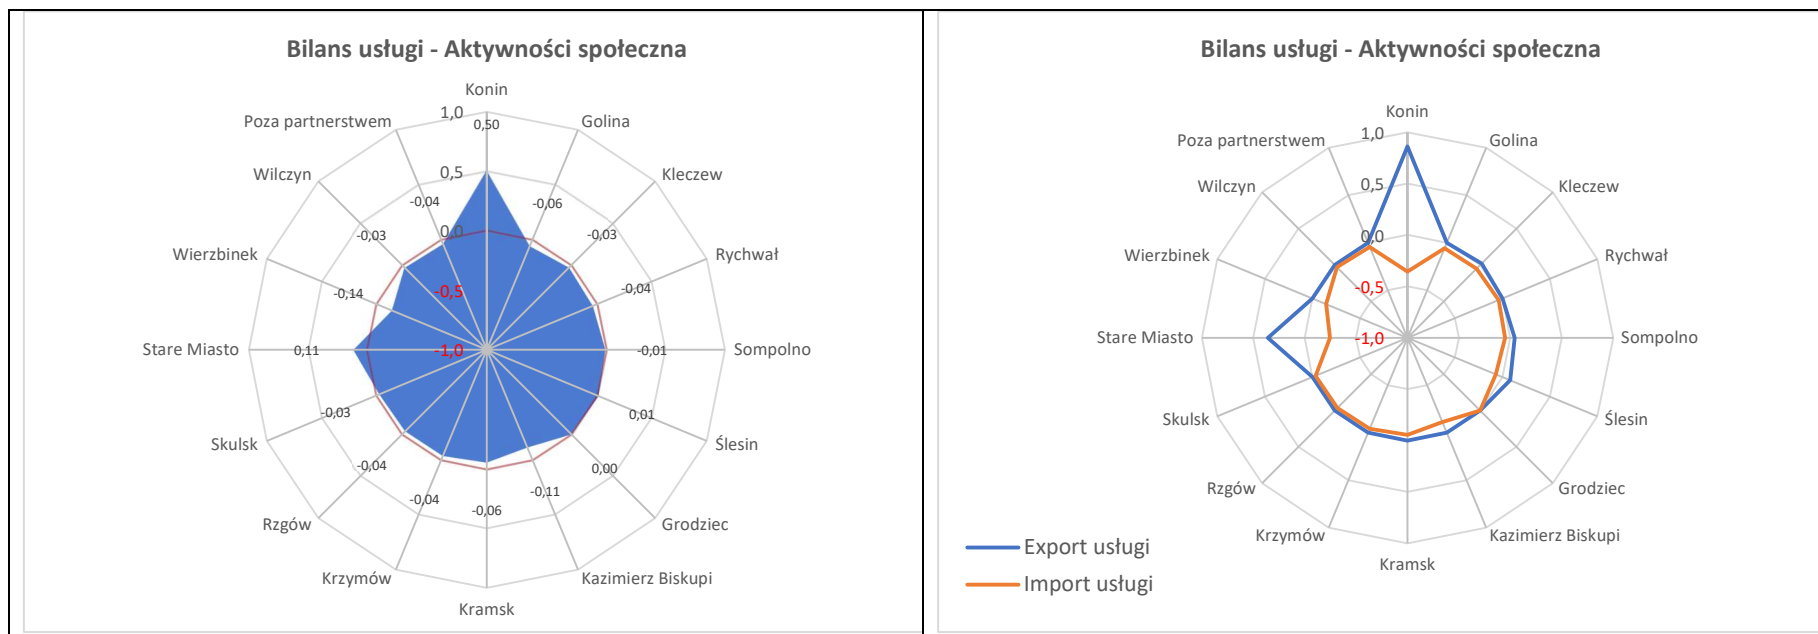 Bilans usługi - Aktywności społeczna
Konin
1,0
0,50
Poza partnerstwem
Golina
Wilczyn
0,5
Kleczew
-0,04
-0,06
-0,03
0,0
-0,03
Wierzbinek
Rychwał
-0,14
-0,5
-0,04
Stare Miasto
0,11
-1,0
-0,01
Sompolno
-0,03
0,01
Skulsk
Ślesin
-0,04
0,00
-0,04
-0,11
-0,06
Rzgów
Grodziec
Krzymów
Kazimierz Biskupi
Kramsk
Bilans usługi - Aktywności społeczna
Konin
1,0
Poza partnerstwem
Golina
Wilczyn
0,5
Kleczew
0,0
Wierzbinek
Rychwał
-0,5
Stare Miasto
-1,0
Sompolno
Skulsk
Ślesin
Rzgów
Grodziec
Krzymów
Kazimierz Biskupi
Kramsk
Export usługi
Import usługi